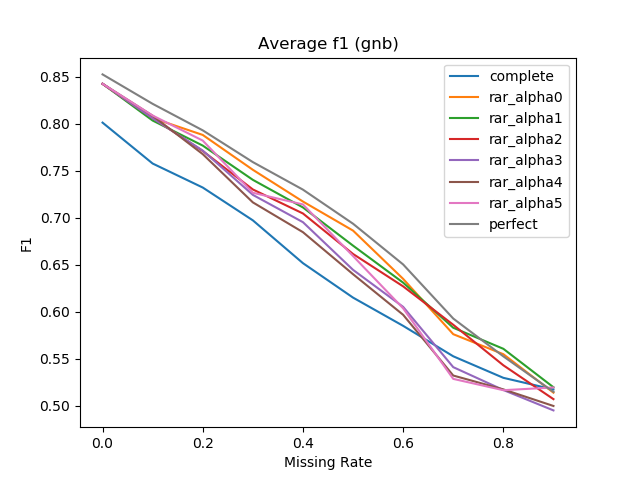 Average f1 (gnb)
F1
0.85
0.80
0.75
0.70
0.65
0.60
0.55
0.50
complete
rar_alpha0
rar_alpha1
rar_alpha2
rar_alpha3
rar_alpha4
rar_alpha5
perfect
0.0 0.2 0.4 0.6 0.8
Missing Rate